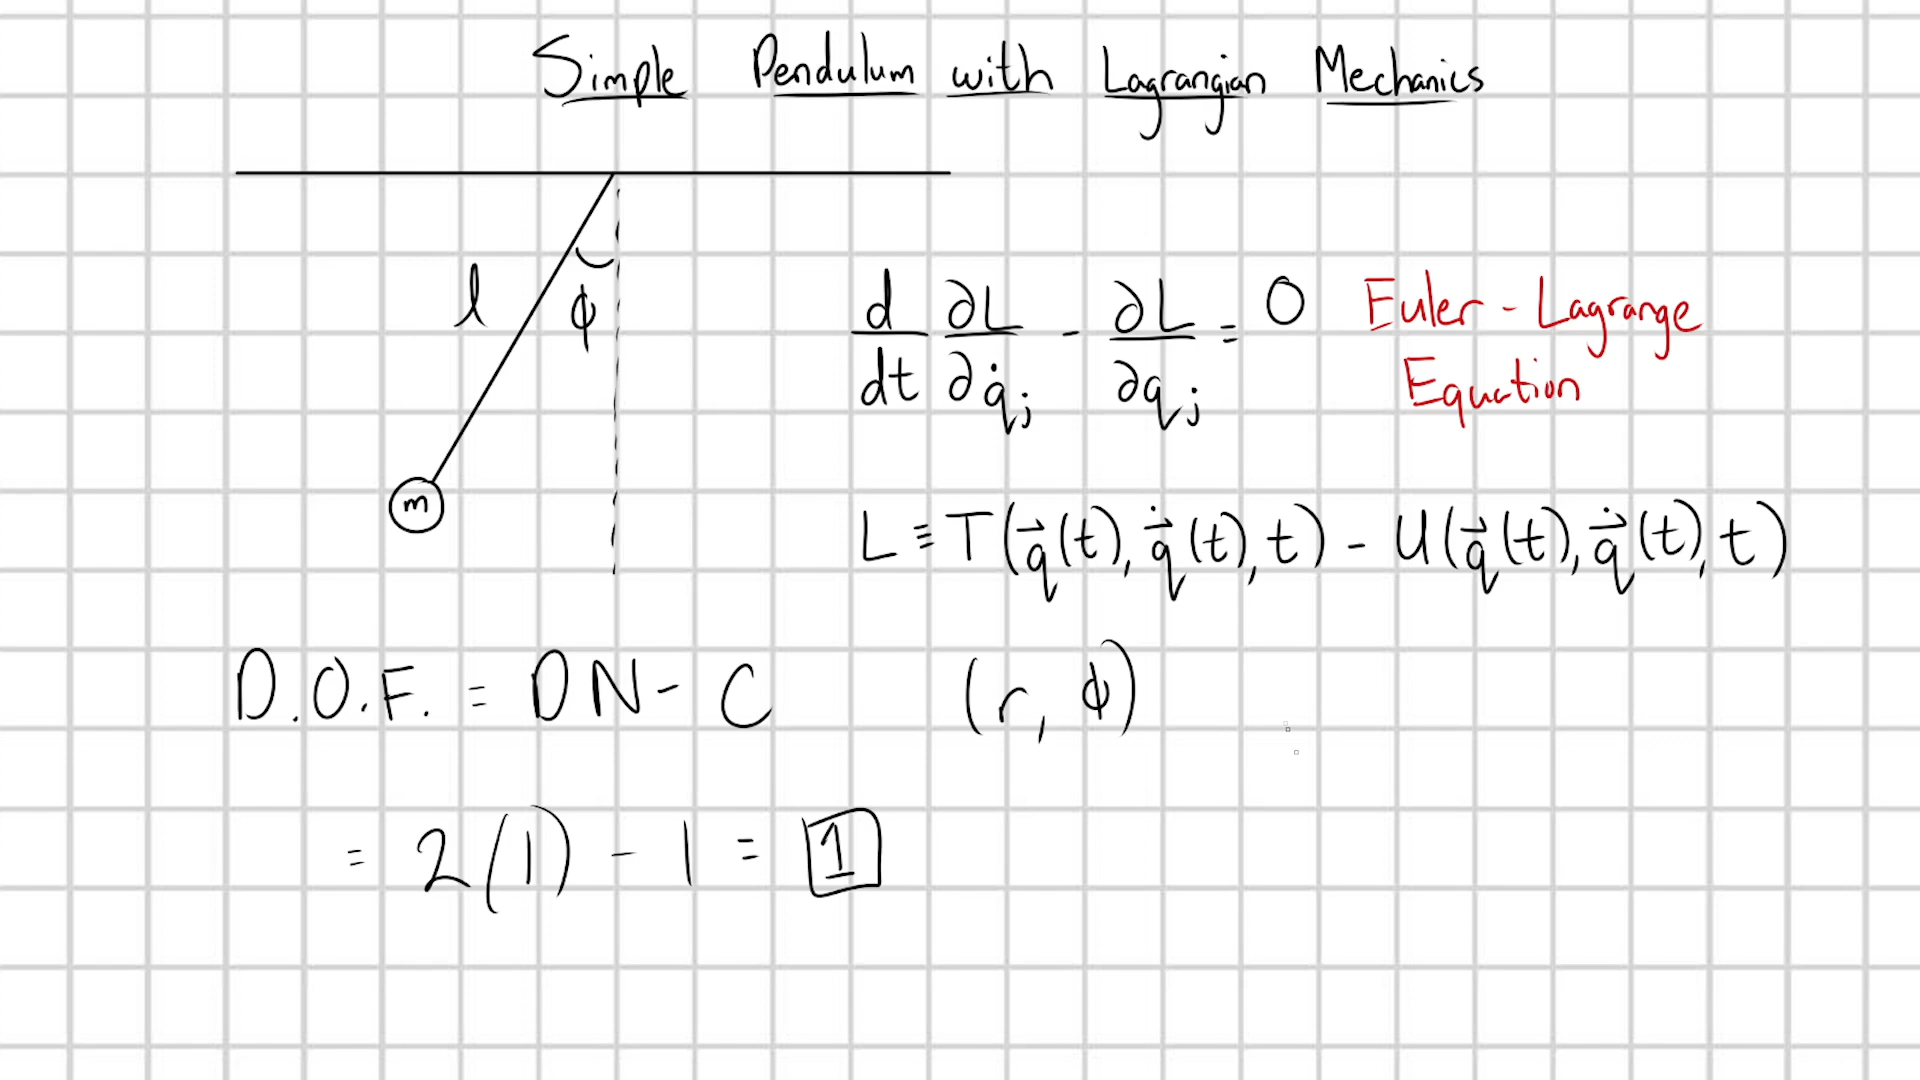 Simple Pendulum with Lagrangian Mechanics
l
ϕ
m
d/dt ∂L/∂q̇ⱼ - ∂L/∂qⱼ = 0
Euler-Lagrange
Equation
L ≡ T(q⃗(t), q⃗̇(t), t) - U(q⃗(t), q⃗̇(t), t)
D.O.F. = DN - C
(r, ϕ)
= 2(1) - 1 = 1